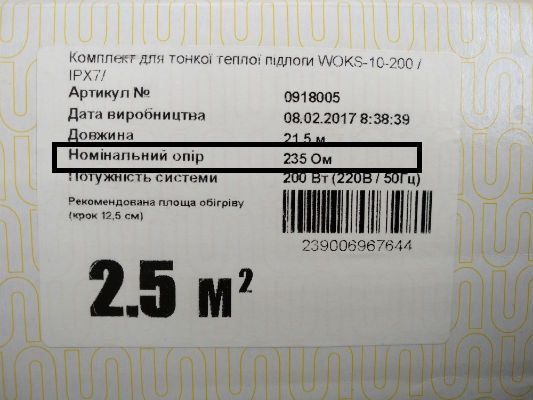 Комплект для тонкої теплої підлоги WOKS-10-200 /
IPX7/
Артикул № 0918005
Дата виробництва 08.02.2017 8:38:39
Довжина 21,5 м
Номінальний опір 235 Ом
Потужність системи 200 Вт (220В / 50Гц)
Рекомендована площа обігріву
(крок 12,5 см)
239006967644
2.5 м²